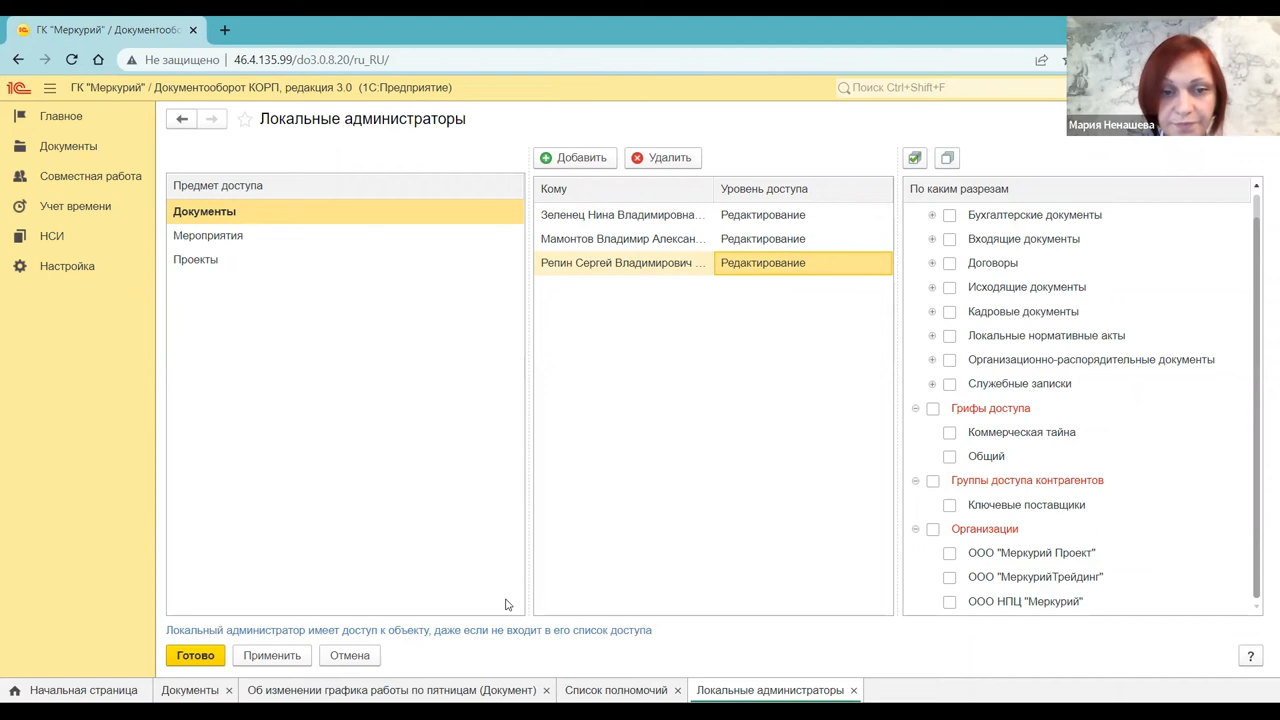 ГК "Меркурий" / Документообо
Не защищено
46.4.135.99/do3.0.8.20/ru_RU/
ГК "Меркурий" / Документооборот КОРП, редакция 3.0 (1С:Предприятие)
Поиск Ctrl+Shift+F
Мария Ненашева
Главное
Документы
Совместная работа
Учет времени
НСИ
Настройка
Локальные администраторы
Добавить
Удалить
Предмет доступа
Документы
Мероприятия
Проекты
Кому
Уровень доступа
Зеленец Нина Владимировна...
Редактирование
Мамонтов Владимир Алексан...
Редактирование
Репин Сергей Владимирович ...
Редактирование
По каким разрезам
Бухгалтерские документы
Входящие документы
Договоры
Исходящие документы
Кадровые документы
Локальные нормативные акты
Организационно-распорядительные документы
Служебные записки
Грифы доступа
Коммерческая тайна
Общий
Группы доступа контрагентов
Ключевые поставщики
Организации
ООО "Меркурий Проект"
ООО "МеркурийТрейдинг"
ООО НПЦ "Меркурий"
Локальный администратор имеет доступ к объекту, даже если не входит в его список доступа
Готово
Применить
Отмена
?
Начальная страница
Документы
Об изменении графика работы по пятницам (Документ)
Список полномочий
Локальные администраторы